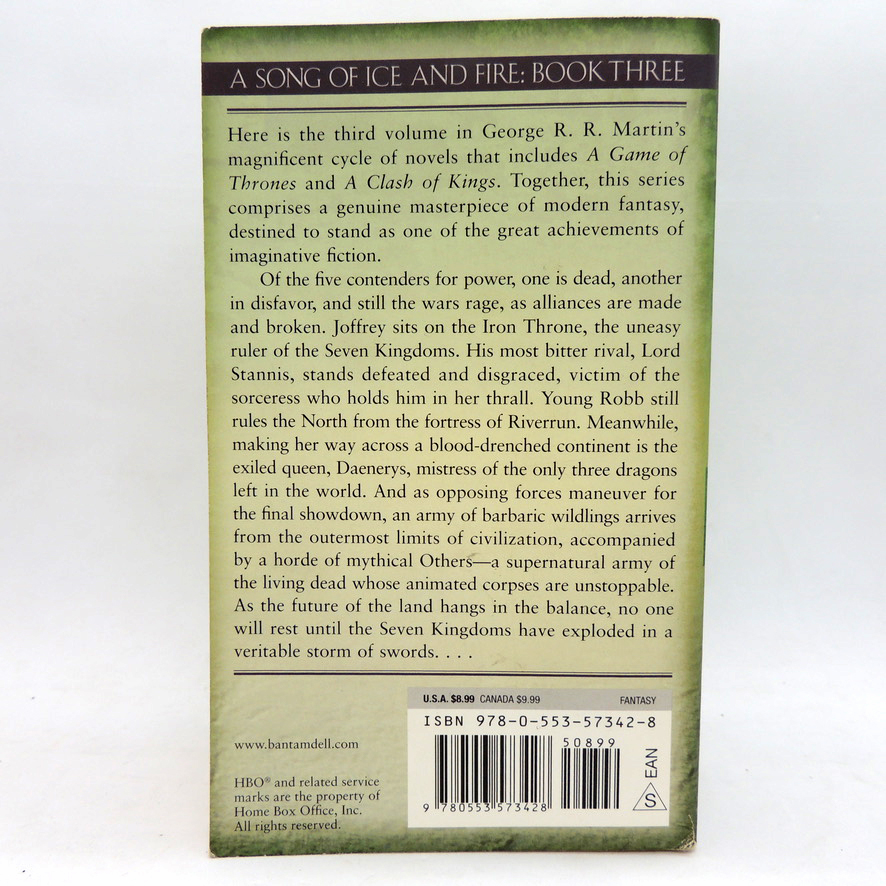 A SONG OF ICE AND FIRE: BOOK THREE
Here is the third volume in George R. R. Martin's
magnificent cycle of novels that includes A Game of
Thrones and A Clash of Kings. Together, this series
comprises a genuine masterpiece of modern fantasy,
destined to stand as one of the great achievements of
imaginative fiction.
Of the five contenders for power, one is dead, another
in disfavor, and still the wars rage, as alliances are made
and broken. Joffrey sits on the Iron Throne, the uneasy
ruler of the Seven Kingdoms. His most bitter rival, Lord
Stannis, stands defeated and disgraced, victim of the
sorceress who holds him in her thrall. Young Robb still
rules the North from the fortress of Riverrun. Meanwhile,
making her way across a blood-drenched continent is the
exiled queen, Daenerys, mistress of the only three dragons
left in the world. And as opposing forces maneuver for
the final showdown, an army of barbaric wildlings arrives
from the outermost limits of civilization, accompanied
by a horde of mythical Others—a supernatural army of
the living dead whose animated corpses are unstoppable.
As the future of the land hangs in the balance, no one
will rest until the Seven Kingdoms have exploded in a
veritable storm of swords. . . .
U.S.A. $8.99 CANADA $9.99 FANTASY
ISBN 978-0-553-57342-8
50899
EAN
S
9 780553 573428
www.bantamdell.com
HBO® and related service
marks are the property of
Home Box Office, Inc.
All rights reserved.